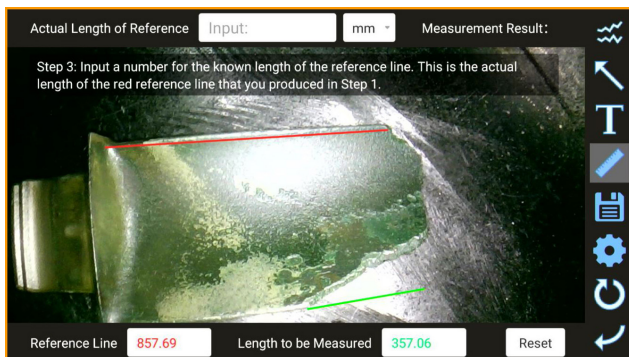 Actual Length of Reference Input: mm Measurement Result:
Step 3: Input a number for the known length of the reference line. This is the actual
length of the red reference line that you produced in Step 1.
T
Reference Line 857.69 Length to be Measured 357.06 Reset